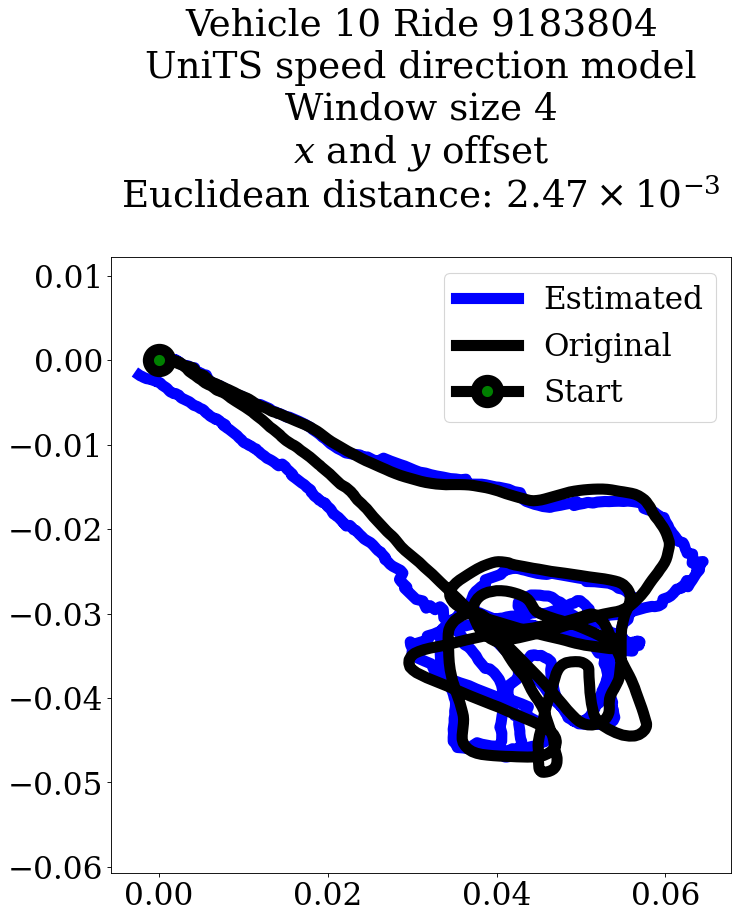 Vehicle 10 Ride 9183804
UniTS speed direction model
Window size 4
x and y offset
Euclidean distance: 2.47 × 10⁻³
Estimated
Original
Start
0.01
0.00
−0.01
−0.02
−0.03
−0.04
−0.05
−0.06
0.00 0.02 0.04 0.06